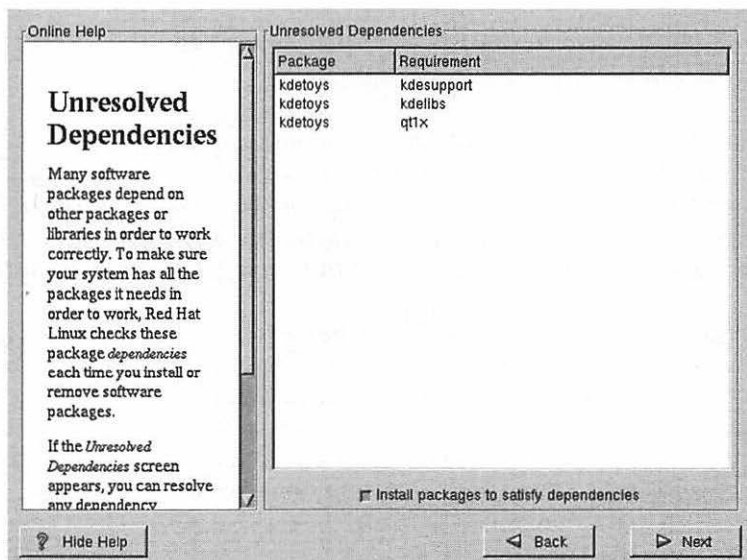 Online Help
Unresolved
Dependencies
Many software
packages depend on
other packages or
libraries in order to work
correctly. To make sure
your system has all the
packages it needs in
order to work, Red Hat
Linux checks these
package dependencies
each time you install or
remove software
packages.
If the Unresolved
Dependencies screen
appears, you can resolve
any dependency
Unresolved Dependencies
Package Requirement
kdetoys kdesupport
kdetoys kdelibs
kdetoys qt1x
Install packages to satisfy dependencies
? Hide Help
Back
Next